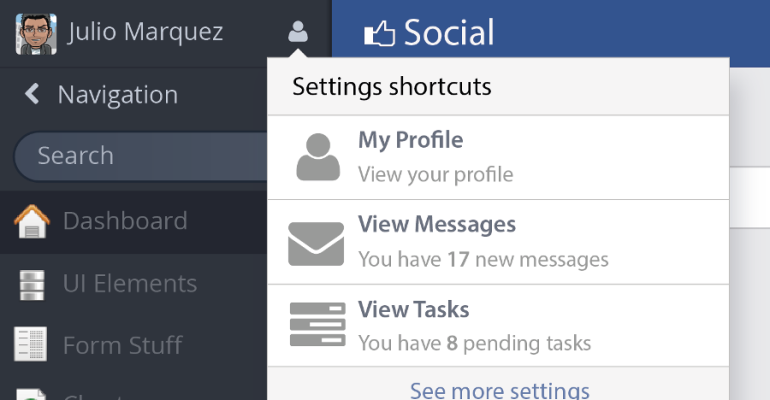 Julio Marquez
Social
Navigation
Search
Dashboard
UI Elements
Form Stuff
Settings shortcuts
My Profile
View your profile
View Messages
You have 17 new messages
View Tasks
You have 8 pending tasks
See more settings